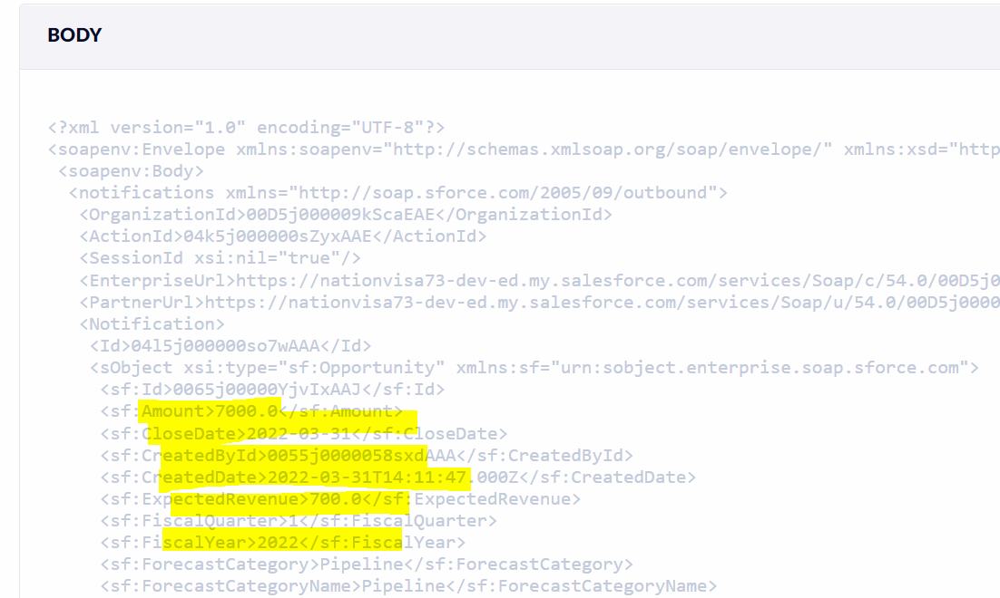 BODY
<?xml version="1.0" encoding="UTF-8"?>
<soapenv:Envelope xmlns:soapenv="http://schemas.xmlsoap.org/soap/envelope/" xmlns:xsd="http
<soapenv:Body>
<notifications xmlns="http://soap.sforce.com/2005/09/outbound">
<OrganizationId>00D5j000009kScaEAE</OrganizationId>
<ActionId>04k5j000000sZyxAAE</ActionId>
<SessionId xsi:nil="true"/>
<EnterpriseUrl>https://nationvisa73-dev-ed.my.salesforce.com/services/Soap/c/54.0/00D5j0
<PartnerUrl>https://nationvisa73-dev-ed.my.salesforce.com/services/Soap/u/54.0/00D5j0000
<Notification>
<Id>04l5j000000so7wAAA</Id>
<sObject xsi:type="sf:Opportunity" xmlns:sf="urn:sobject.enterprise.soap.sforce.com">
<sf:Id>0065j00000YjvIxAAJ</sf:Id>
<sf:Amount>7000.0</sf:Amount>
<sf:CloseDate>2022-03-31</sf:CloseDate>
<sf:CreatedById>0055j0000058sxdAAA</sf:CreatedById>
<sf:CreatedDate>2022-03-31T14:11:47.000Z</sf:CreatedDate>
<sf:ExpectedRevenue>700.0</sf:ExpectedRevenue>
<sf:FiscalQuarter>1</sf:FiscalQuarter>
<sf:FiscalYear>2022</sf:FiscalYear>
<sf:ForecastCategory>Pipeline</sf:ForecastCategory>
<sf:ForecastCategoryName>Pipeline</sf:ForecastCategoryName>